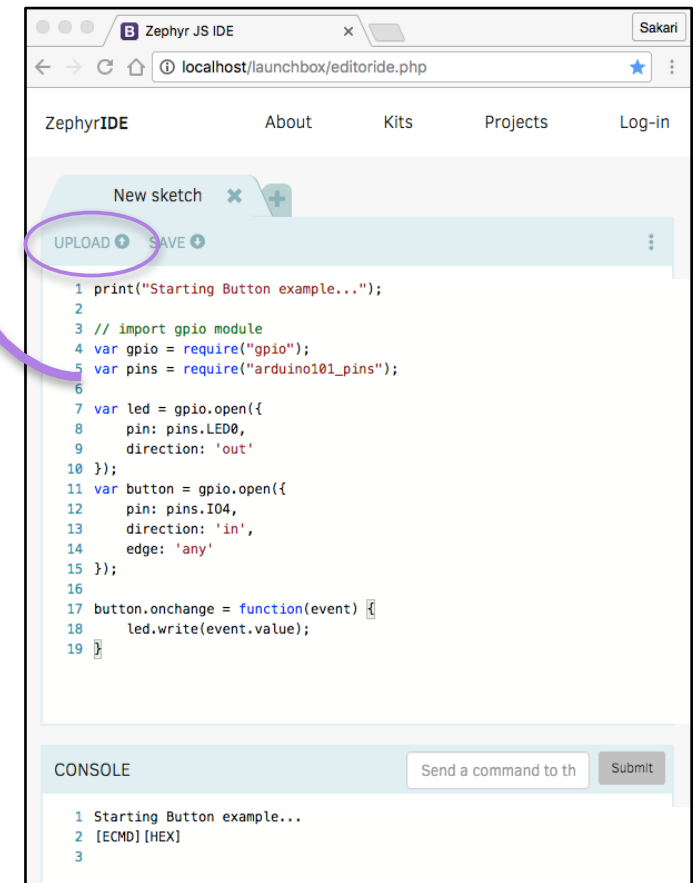 Zephyr JS IDE
Sakari
localhost/launchbox/editoride.php
ZephyrIDE About Kits Projects Log-in
New sketch
UPLOAD SAVE
1 print("Starting Button example...");
2
3 // import gpio module
4 var gpio = require("gpio");
5 var pins = require("arduino101_pins");
6
7 var led = gpio.open({
8     pin: pins.LED0,
9     direction: 'out'
10 });
11 var button = gpio.open({
12     pin: pins.IO4,
13     direction: 'in',
14     edge: 'any'
15 });
16
17 button.onchange = function(event) {
18     led.write(event.value);
19 }
CONSOLE Send a command to th Submit
1 Starting Button example...
2 [ECMD][HEX]
3